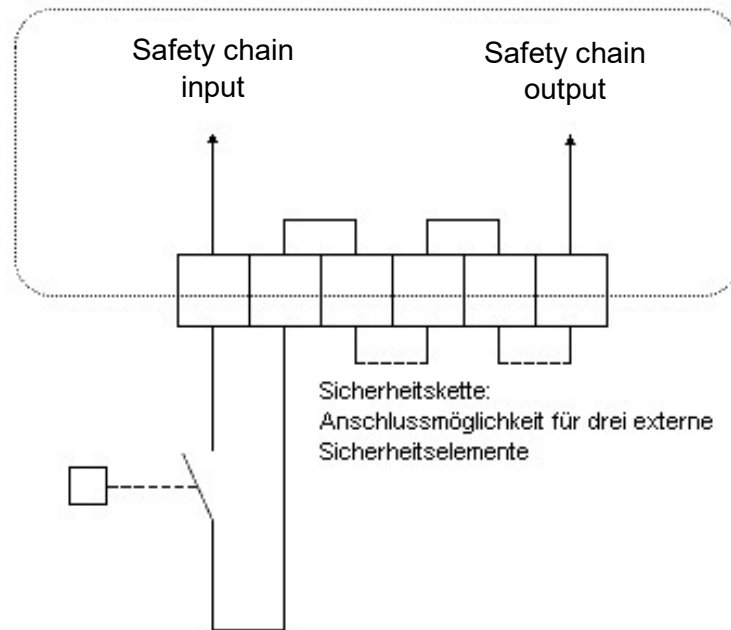 Safety chain
input
Safety chain
output
Sicherheitskette:
Anschlussmöglichkeit für drei externe
Sicherheitselemente